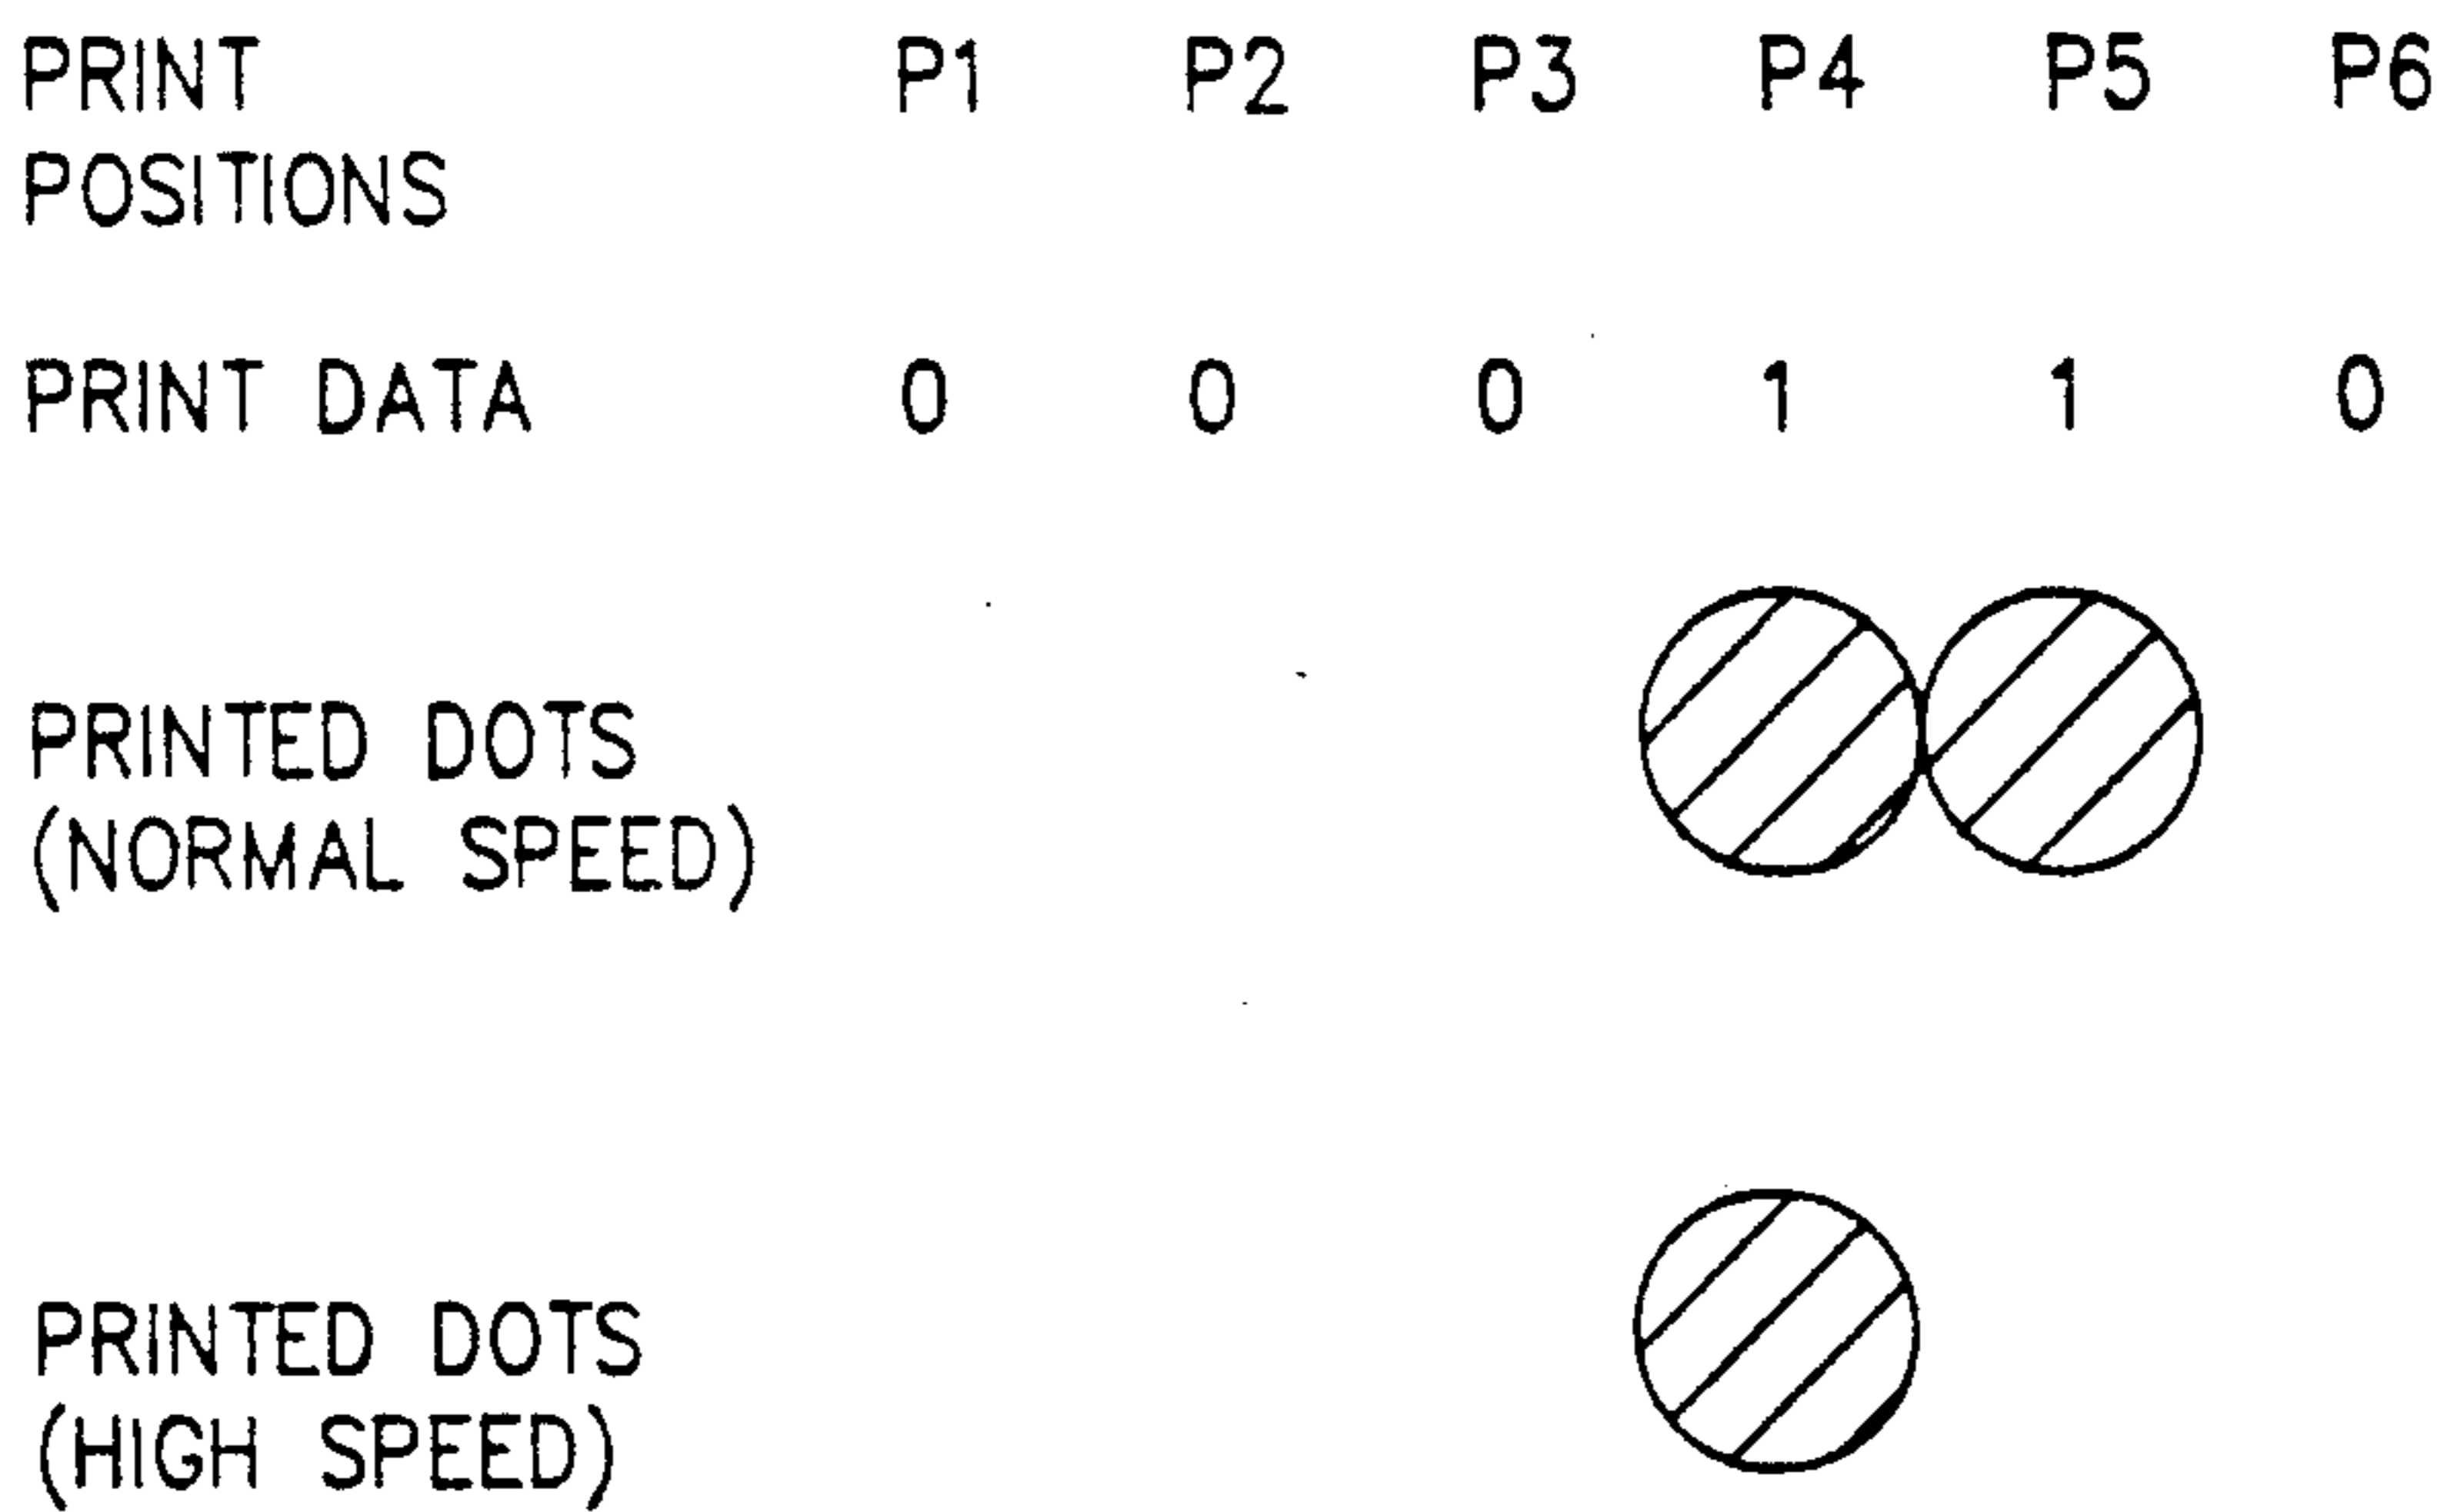 PRINT P1 P2 P3 P4 P5 P6
POSITIONS
PRINT DATA 0 0 0 1 1 0
PRINTED DOTS
(NORMAL SPEED)
PRINTED DOTS
(HIGH SPEED)